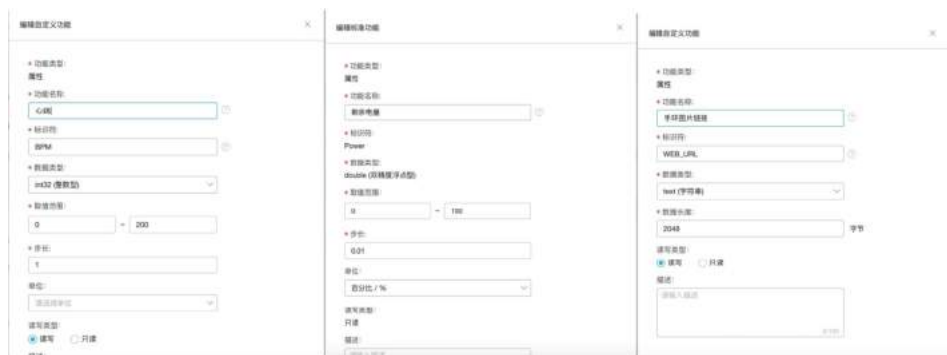 编辑自定义功能
* 功能类型:
属性
* 功能名称:
心跳
* 标识符:
BPM
* 数据类型:
int32 (整数型)
* 取值范围:
0 ~ 200
* 步长:
1
单位:
请选择单位
读写类型:
读写 只读
编辑标准功能
* 功能类型:
属性
* 功能名称:
剩余电量
* 标识符:
Power
* 数据类型:
double (双精度浮点型)
* 取值范围:
0 ~ 100
* 步长:
0.01
单位:
百分比 / %
读写类型:
只读
描述:
请输入描述
编辑自定义功能
* 功能类型:
属性
* 功能名称:
手环图片链接
* 标识符:
WEB_URL
* 数据类型:
text (字符串)
* 数据长度:
2048 字节
读写类型:
读写 只读
描述:
请输入描述
0/100